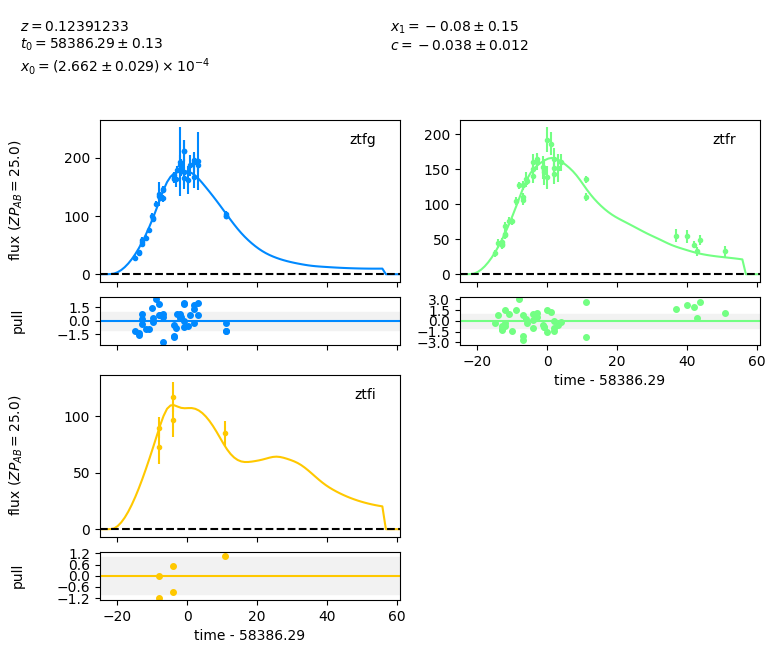 z = 0.12391233
t₀ = 58386.29 ± 0.13
x₀ = (2.662 ± 0.029) × 10⁻⁴
x₁ = −0.08 ± 0.15
c = −0.038 ± 0.012
ztfg
flux (ZP_AB = 25.0)
200
100
0
pull
1.5
0.0
−1.5
ztfr
200
150
100
50
0
3.0
1.5
0.0
−1.5
−3.0
−20 0 20 40 60
time - 58386.29
ztfi
flux (ZP_AB = 25.0)
100
50
0
pull
1.2
0.6
0.0
−0.6
−1.2
−20 0 20 40 60
time - 58386.29